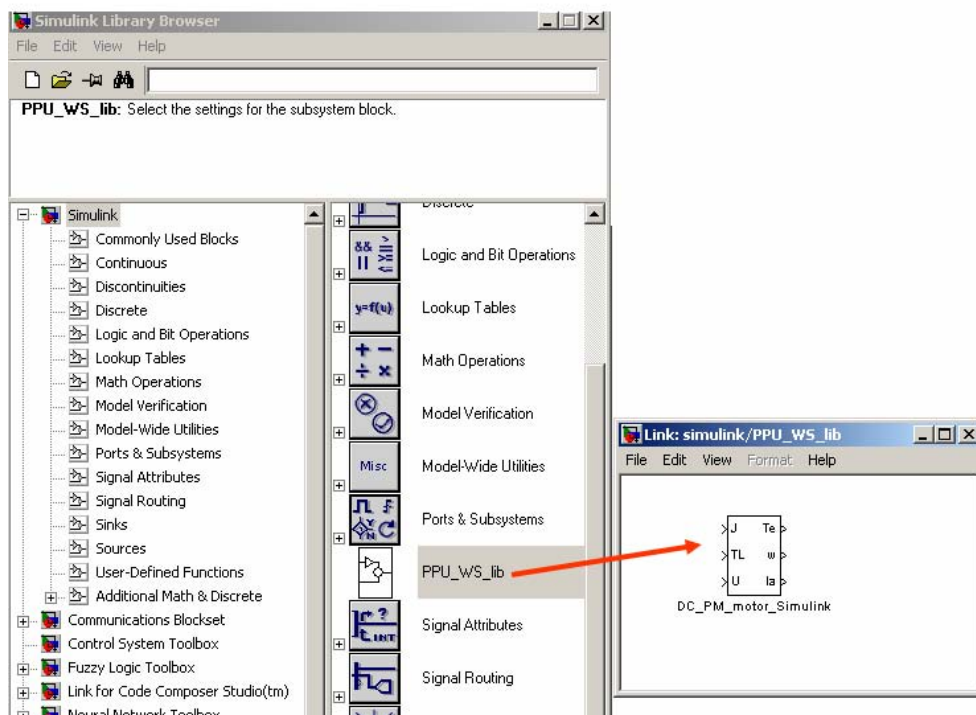 Simulink Library Browser
File Edit View Help
PPU_WS_lib: Select the settings for the subsystem block.
Simulink
Commonly Used Blocks
Continuous
Discontinuities
Discrete
Logic and Bit Operations
Lookup Tables
Math Operations
Model Verification
Model-Wide Utilities
Ports & Subsystems
Signal Attributes
Signal Routing
Sinks
Sources
User-Defined Functions
Additional Math & Discrete
Communications Blockset
Control System Toolbox
Fuzzy Logic Toolbox
Link for Code Composer Studio(tm)
Neural Network Toolbox
Discrete
&& > || >= <=
Logic and Bit Operations
y=f(u)
Lookup Tables
+ − ÷ ×
Math Operations
Model Verification
Misc
Model-Wide Utilities
Ports & Subsystems
PPU_WS_lib
Signal Attributes
Signal Routing
Link: simulink/PPU_WS_lib
File Edit View Format Help
J Te
TL w
U Ia
DC_PM_motor_Simulink